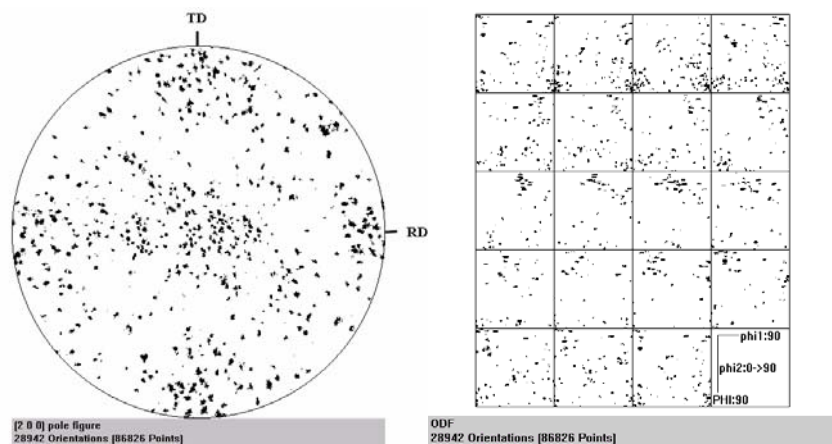 TD
RD
[2 0 0] pole figure
28942 Orientations [86826 Points]
phi1:90
phi2:0->90
PHI:90
ODF
28942 Orientations [86826 Points]